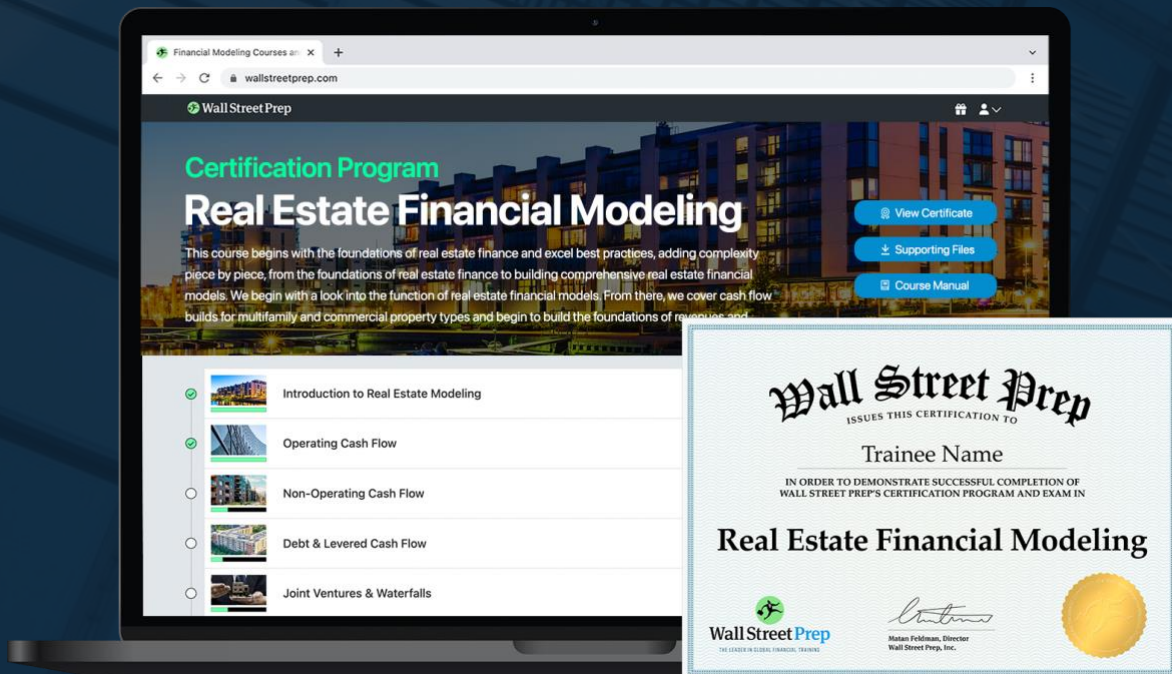 Financial Modeling Courses an
wallstreetprep.com
Wall Street Prep
Certification Program
Real Estate Financial Modeling
This course begins with the foundations of real estate finance and excel best practices, adding complexity
piece by piece, from the foundations of real estate finance to building comprehensive real estate financial
models. We begin with a look into the function of real estate financial models. From there, we cover cash flow
builds for multifamily and commercial property types and begin to build the foundations of revenues and
View Certificate
Supporting Files
Course Manual
Introduction to Real Estate Modeling
Operating Cash Flow
Non-Operating Cash Flow
Debt & Levered Cash Flow
Joint Ventures & Waterfalls
Wall Street Prep
ISSUES THIS CERTIFICATION TO
Trainee Name
IN ORDER TO DEMONSTRATE SUCCESSFUL COMPLETION OF
WALL STREET PREP'S CERTIFICATION PROGRAM AND EXAM IN
Real Estate Financial Modeling
Wall Street Prep
THE LEADER IN GLOBAL FINANCIAL TRAINING
Matan Feldman, Director
Wall Street Prep, Inc.